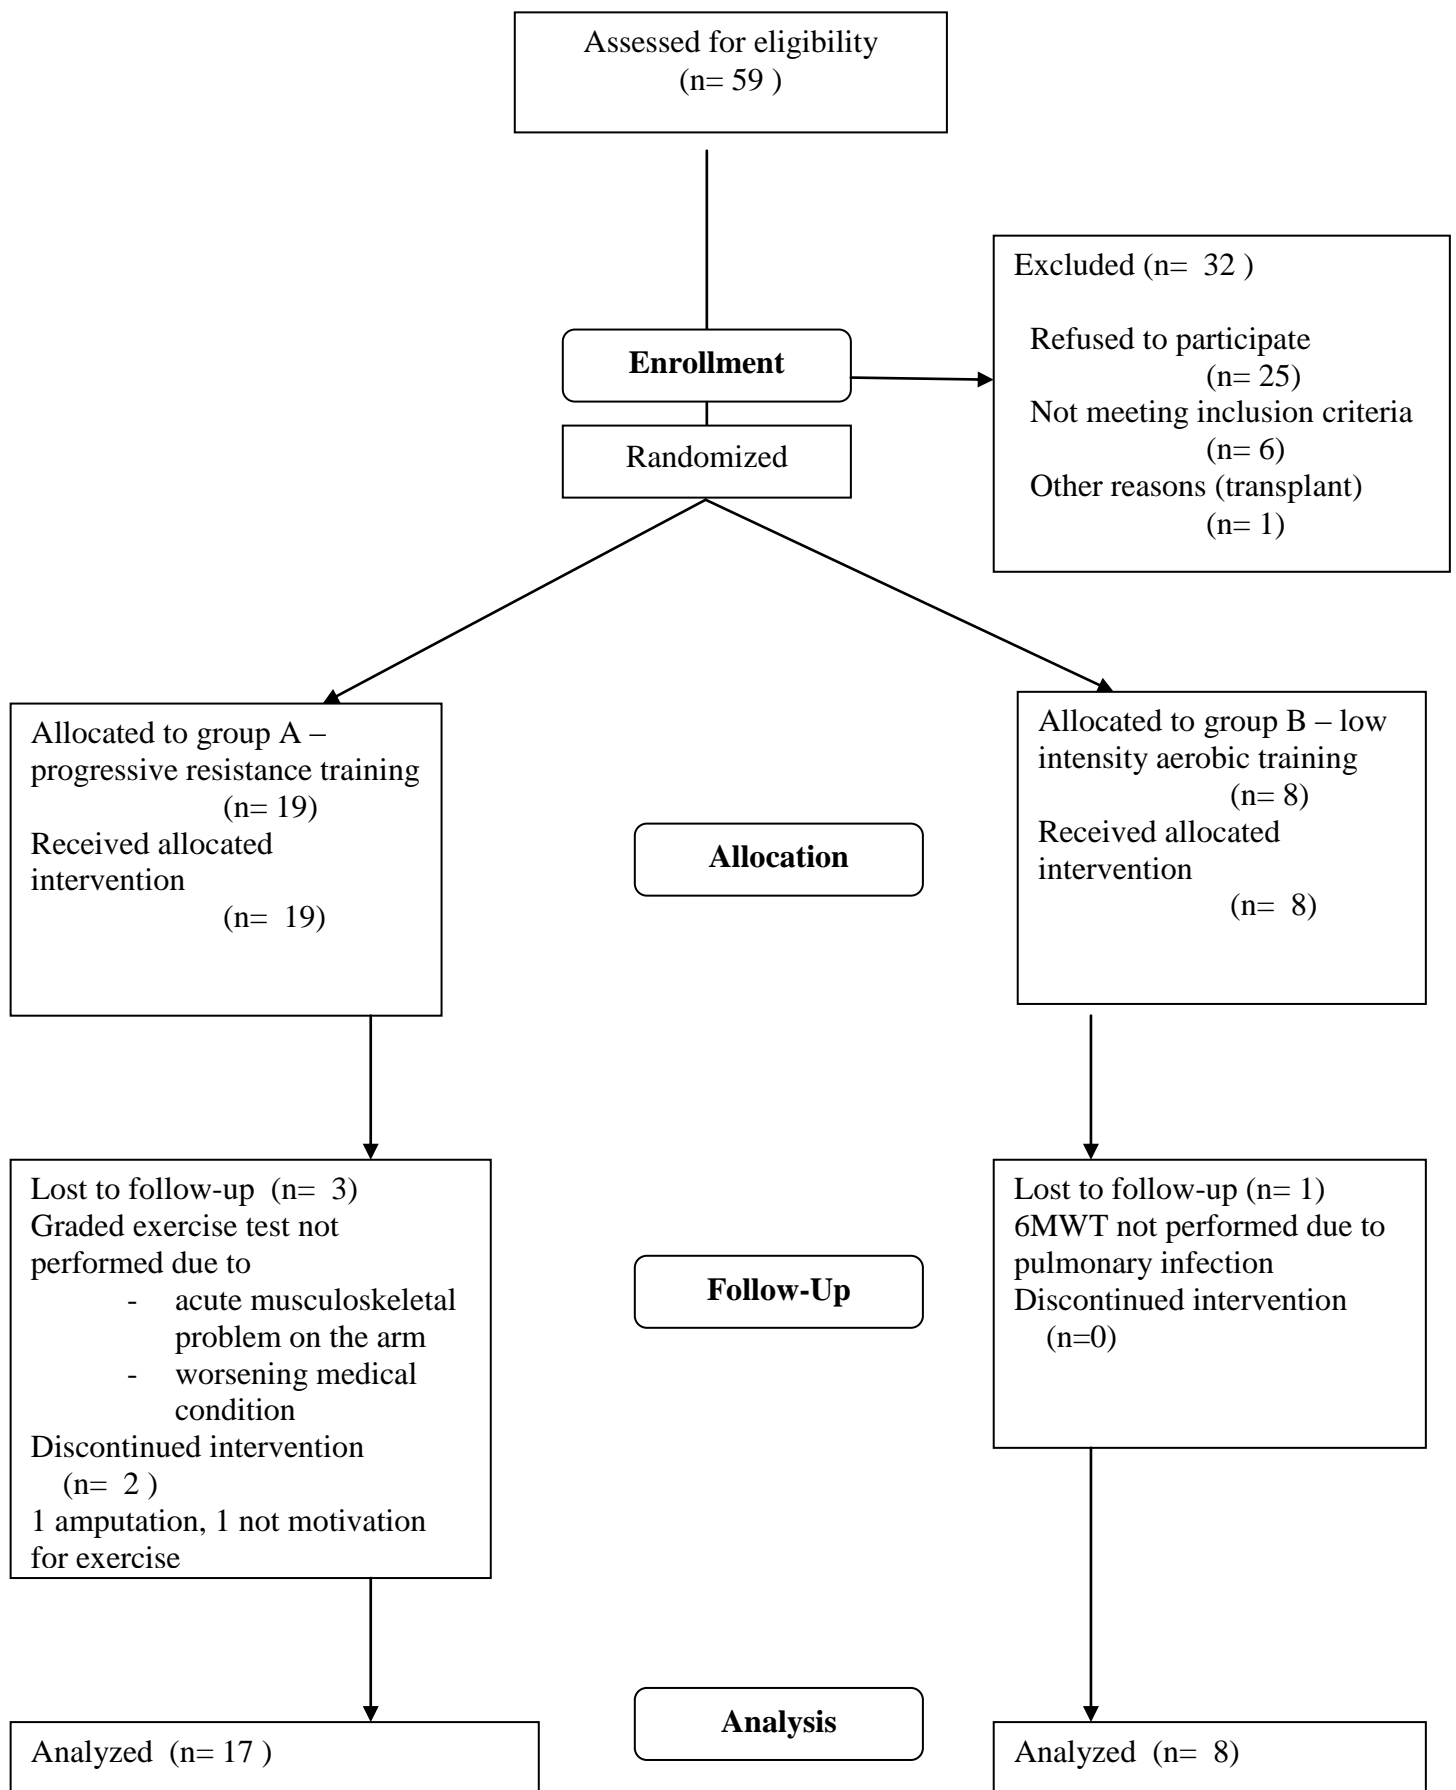 Assessed for eligibility
(n= 59 )
Excluded (n=  32 )
Refused to participate
(n= 25)
Not meeting inclusion criteria
(n= 6)
Other reasons (transplant)
(n= 1)
Enrollment
Randomized
Allocated to group A –
progressive resistance training
(n= 19)
Received allocated
intervention
(n=  19)
Allocation
Allocated to group B – low
intensity aerobic training
(n= 8)
Received allocated
intervention
(n=  8)
Lost to follow-up  (n=  3)
Graded exercise test not
performed due to
-    acute musculoskeletal
problem on the arm
-    worsening medical
condition
Discontinued intervention
(n=  2 )
1 amputation, 1 not motivation
for exercise
Follow-Up
Lost to follow-up (n= 1)
6MWT not performed due to
pulmonary infection
Discontinued intervention
(n=0)
Analysis
Analyzed  (n= 17 )
Analyzed  (n=  8)